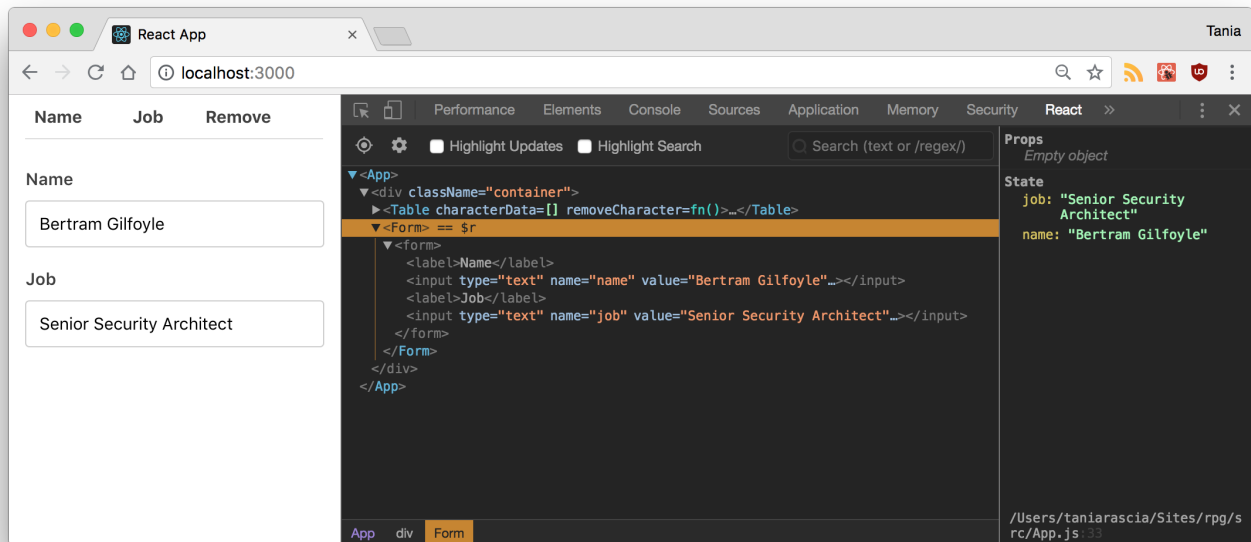 React App
Tania
localhost:3000
Name Job Remove
Name
Bertram Gilfoyle
Job
Senior Security Architect
Performance Elements Console Sources Application Memory Security React »
Highlight Updates Highlight Search Search (text or /regex/)
▼<App>
▼<div className="container">
▶<Table characterData=[] removeCharacter=fn()>…</Table>
▼<Form> == $r
▼<form>
<label>Name</label>
<input type="text" name="name" value="Bertram Gilfoyle"…></input>
<label>Job</label>
<input type="text" name="job" value="Senior Security Architect"…></input>
</form>
</Form>
</div>
</App>
App div Form
Props
Empty object
State
job: "Senior Security
Architect"
name: "Bertram Gilfoyle"
/Users/taniarascia/Sites/rpg/s
rc/App.js:33